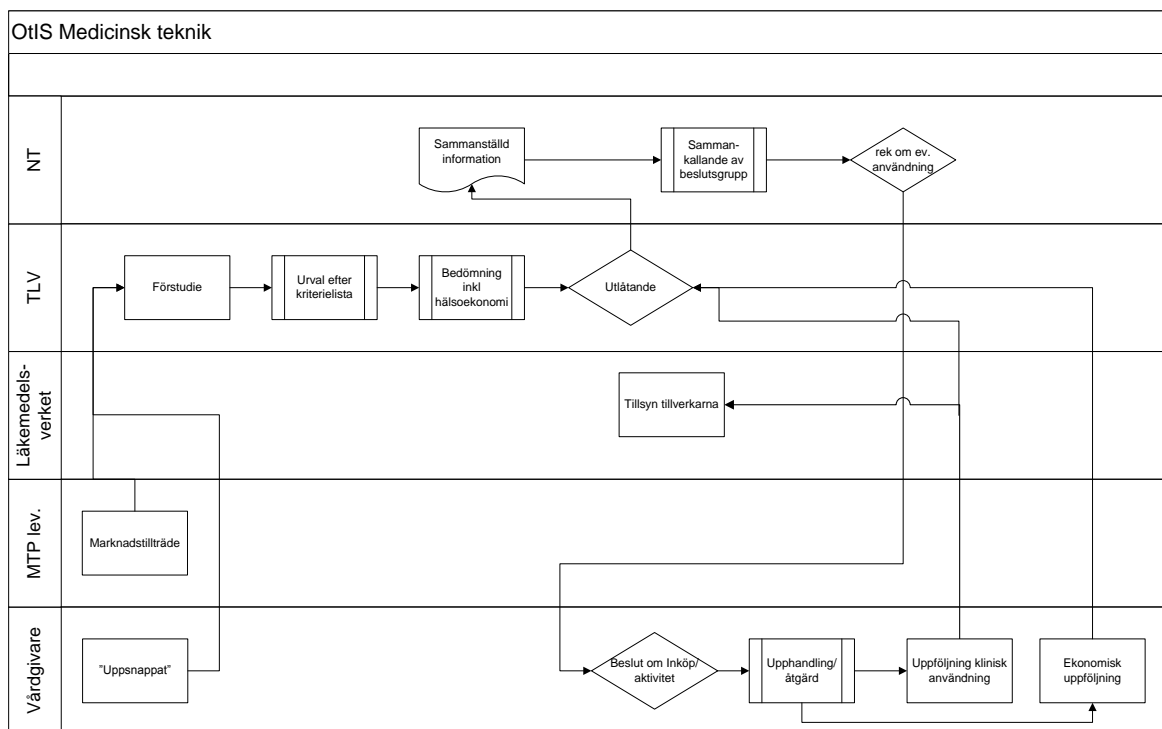 OtIS Medicinsk teknik
NT
Sammanställd
information
Samman-
kallande av
beslutsgrupp
rek om ev.
användning
TLV
Förstudie
Urval efter
kriterielista
Bedömning
inkl
hälsoekonomi
Utlåtande
Läkemedels-
verket
Tillsyn tillverkarna
MTP lev.
Marknadstillträde
Vårdgivare
”Uppsnappat”
Beslut om Inköp/
aktivitet
Upphandling/
åtgärd
Uppföljning klinisk
användning
Ekonomisk
uppföljning